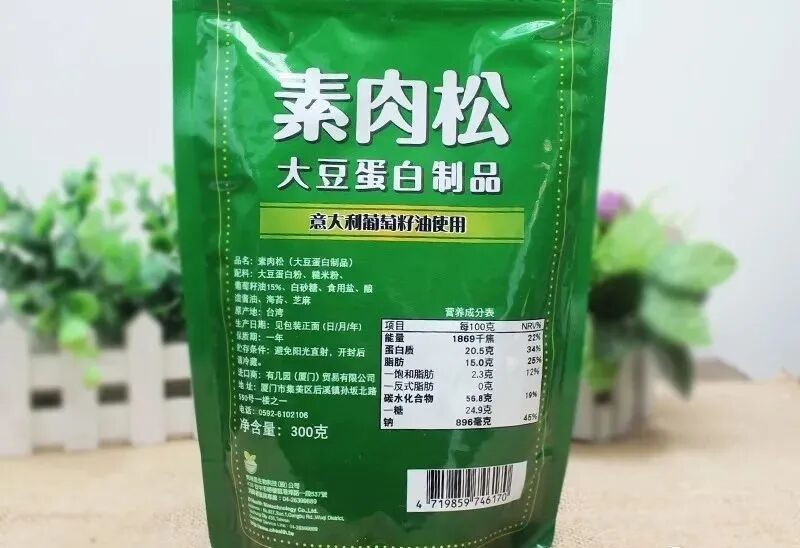 素肉松
大豆蛋白制品
意大利葡萄籽油使用
品名：素肉松（大豆蛋白制品）
配料：大豆蛋白粉、糙米粉、
葡萄籽油15%、白砂糖、食用盐、酿
造酱油、海苔、芝麻
原产地：台湾
生产日期：见包装正面 (日/月/年)
保质期：一年
贮存条件：避免阳光直射，开封后
请冷藏。
进口商：有几园（厦门）贸易有限公司
地 址：厦门市集美区后溪镇孙坂北路
590号一楼之一
电话：0592-6102106
净含量：300克
营养成分表
项目 每100克 NRV%
能量 1869千焦 22%
蛋白质 20.5克 34%
脂肪 15.0克 25%
—饱和脂肪 2.3克 12%
—反式脂肪 0克
碳水化合物 56.8克 19%
—糖 24.9克
钠 896毫克 45%
4 719859 746170